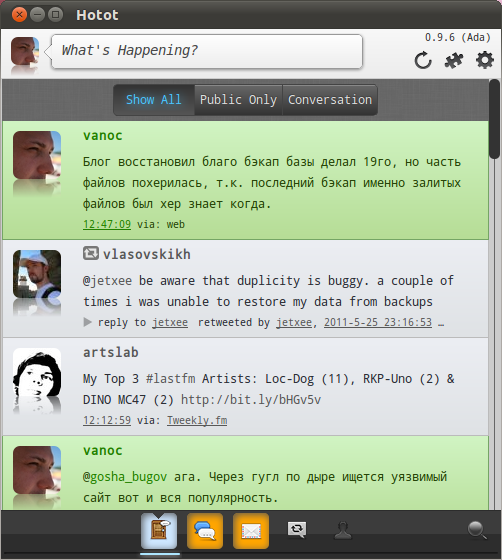 Hotot
0.9.6 (Ada)
What's Happening?
Show All Public Only Conversation
vanoc
Блог восстановил благо бэкап базы делал 19го, но часть
файлов похерилась, т.к. последний бэкап именно залитых
файлов был хер знает когда.
12:47:09 via: web
vlasovskikh
@jetxee be aware that duplicity is buggy. a couple of
times i was unable to restore my data from backups
reply to jetxee retweeted by jetxee, 2011-5-25 23:16:53 …
artslab
My Top 3 #lastfm Artists: Loc-Dog (11), RKP-Uno (2) &
DINO MC47 (2) http://bit.ly/bHGv5v
12:12:59 via: Tweekly.fm
vanoc
@gosha_bugov ага. Через гугл по дыре ищется уязвимый
сайт вот и вся популярность.